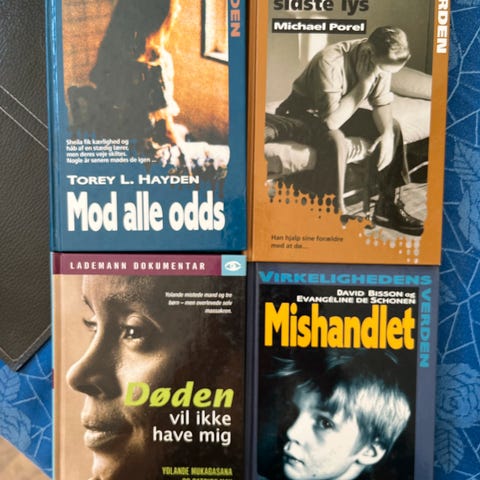 RDEN
Sheila fik kærlighed og
håb af en stædig lærer,
men deres veje skiltes.
Nogle år senere mødes de igen ...
TOREY L. HAYDEN
Mod alle odds
sidste lys
Michael Porel
VERDEN
Han hjalp sine forældre
med at dø...
LADEMANN DOKUMENTAR
Yolande mistede mand og tre
børn – men overlevede selv
massakren.
Døden
vil ikke
have mig
YOLANDE MUKAGASANA
VIRKELIGHEDENS
VERDEN
DAVID BISSON og
EVANGÉLINE DE SCHONEN
Mishandlet